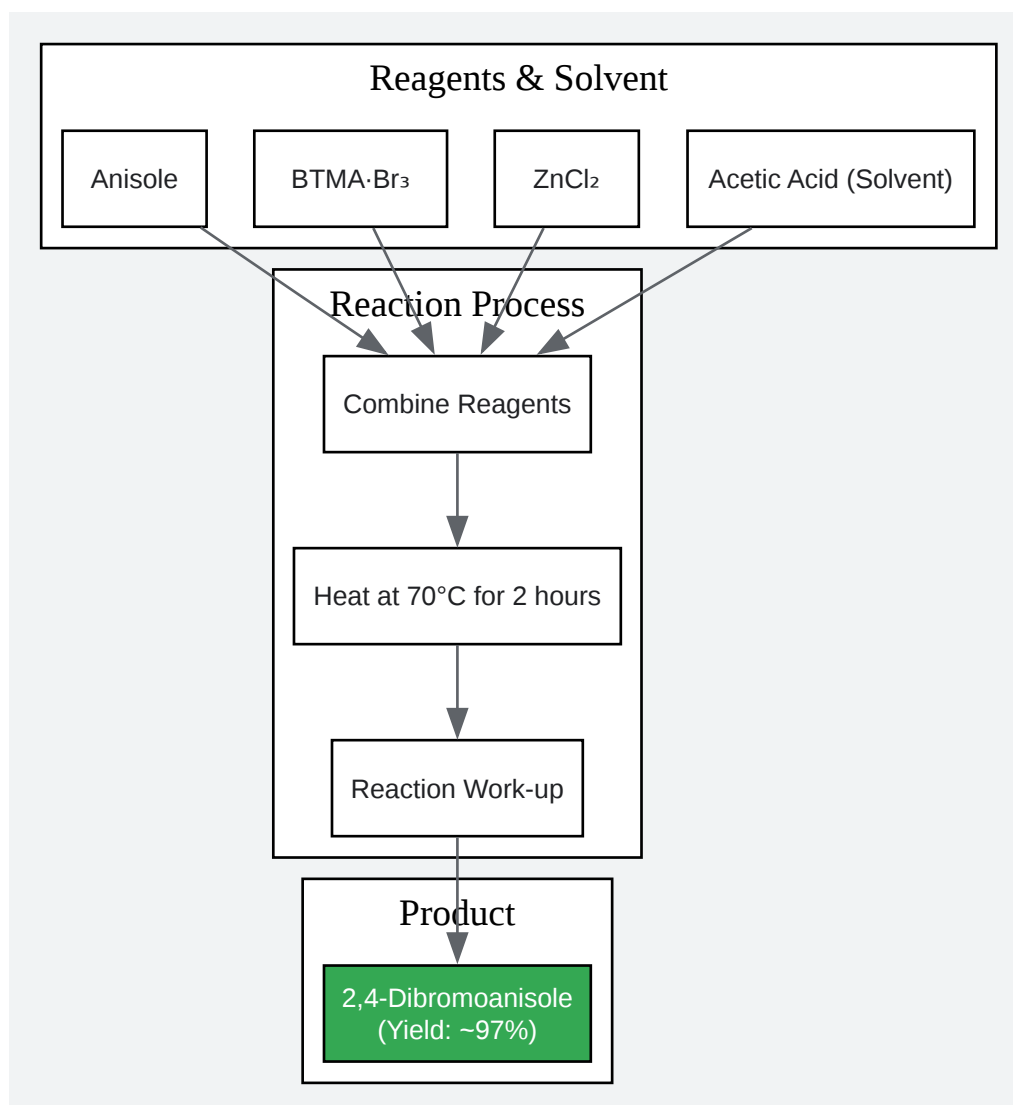 Reagents & Solvent
Anisole
BTMA·Br₃
ZnCl₂
Acetic Acid (Solvent)
Reaction Process
Combine Reagents
Heat at 70°C for 2 hours
Reaction Work-up
Product
2,4-Dibromoanisole
(Yield: ~97%)